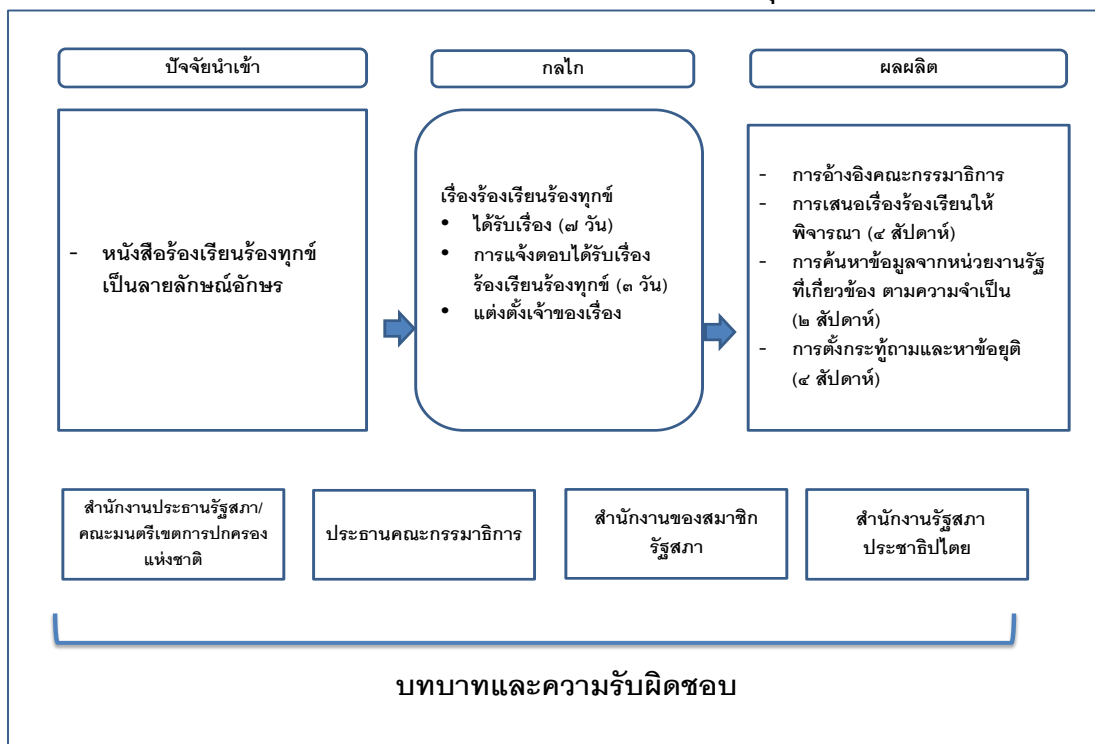 ปัจจัยนำเข้า
กลไก
ผลผลิต
- หนังสือร้องเรียนร้องทุกข์
เป็นลายลักษณ์อักษร
เรื่องร้องเรียนร้องทุกข์
• ได้รับเรื่อง (๗ วัน)
• การแจ้งตอบได้รับเรื่อง
ร้องเรียนร้องทุกข์ (๓ วัน)
• แต่งตั้งเจ้าของเรื่อง
- การอ้างอิงคณะกรรมาธิการ
- การเสนอเรื่องร้องเรียนให้
พิจารณา (๔ สัปดาห์)
- การค้นหาข้อมูลจากหน่วยงานรัฐ
ที่เกี่ยวข้อง ตามความจำเป็น
(๒ สัปดาห์)
- การตั้งกระทู้ถามและหาข้อยุติ
(๔ สัปดาห์)
สำนักงานประธานรัฐสภา/
คณะมนตรีเขตการปกครอง
แห่งชาติ
ประธานคณะกรรมาธิการ
สำนักงานของสมาชิก
รัฐสภา
สำนักงานรัฐสภา
ประชาธิปไตย
บทบาทและความรับผิดชอบ